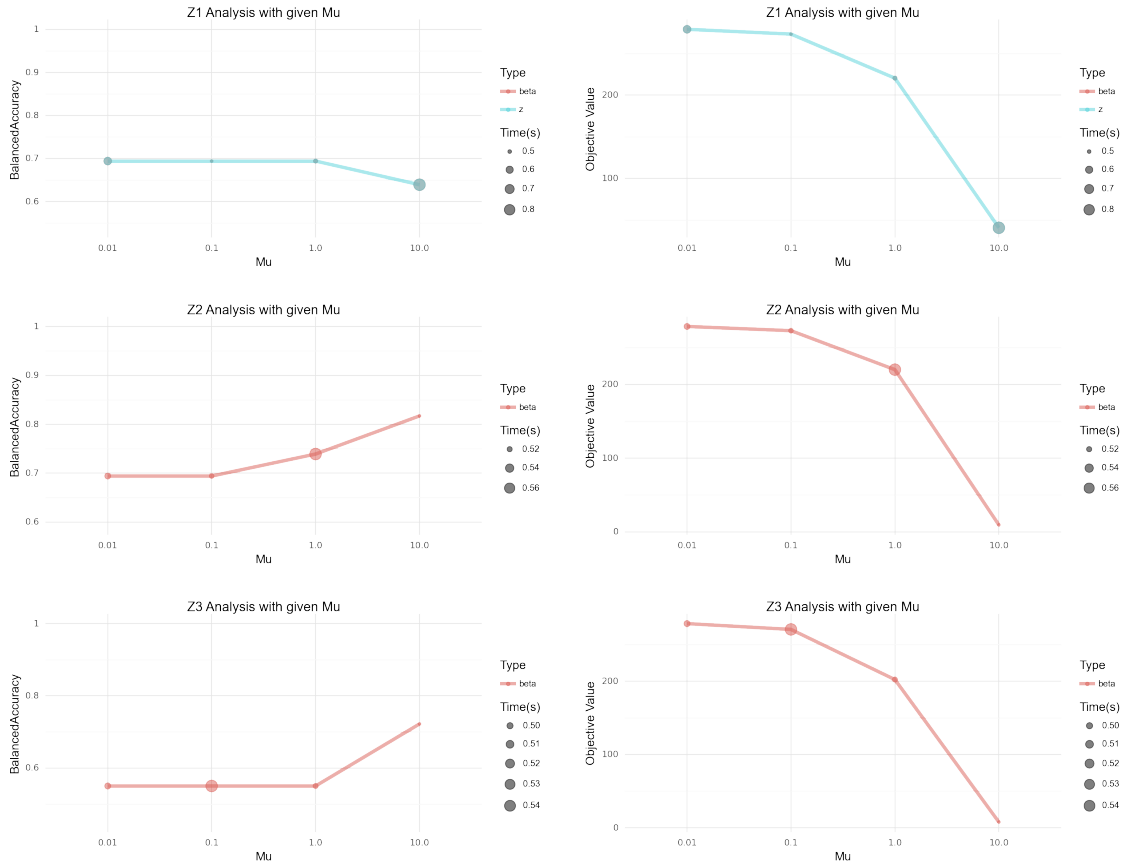 Z1 Analysis with given Mu
BalancedAccuracy
1
0.9
0.8
0.7
0.6
0.01
0.1
1.0
10.0
Mu
Type
beta
z
Time(s)
0.5
0.6
0.7
0.8
Z1 Analysis with given Mu
Objective Value
200
100
0.01
0.1
1.0
10.0
Mu
Type
beta
z
Time(s)
0.5
0.6
0.7
0.8
Z2 Analysis with given Mu
BalancedAccuracy
1
0.9
0.8
0.7
0.6
0.01
0.1
1.0
10.0
Mu
Type
beta
Time(s)
0.52
0.54
0.56
Z2 Analysis with given Mu
Objective Value
200
100
0
0.01
0.1
1.0
10.0
Mu
Type
beta
Time(s)
0.52
0.54
0.56
Z3 Analysis with given Mu
BalancedAccuracy
1
0.8
0.6
0.01
0.1
1.0
10.0
Mu
Type
beta
Time(s)
0.50
0.51
0.52
0.53
0.54
Z3 Analysis with given Mu
Objective Value
200
100
0
0.01
0.1
1.0
10.0
Mu
Type
beta
Time(s)
0.50
0.51
0.52
0.53
0.54